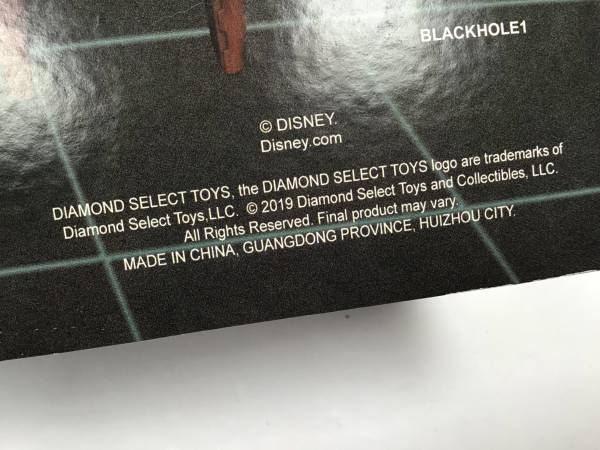 BLACKHOLE1
© DISNEY.
Disney.com
DIAMOND SELECT TOYS, the DIAMOND SELECT TOYS logo are trademarks of
Diamond Select Toys,LLC. © 2019 Diamond Select Toys and Collectibles, LLC.
All Rights Reserved. Final product may vary.
MADE IN CHINA, GUANGDONG PROVINCE, HUIZHOU CITY.